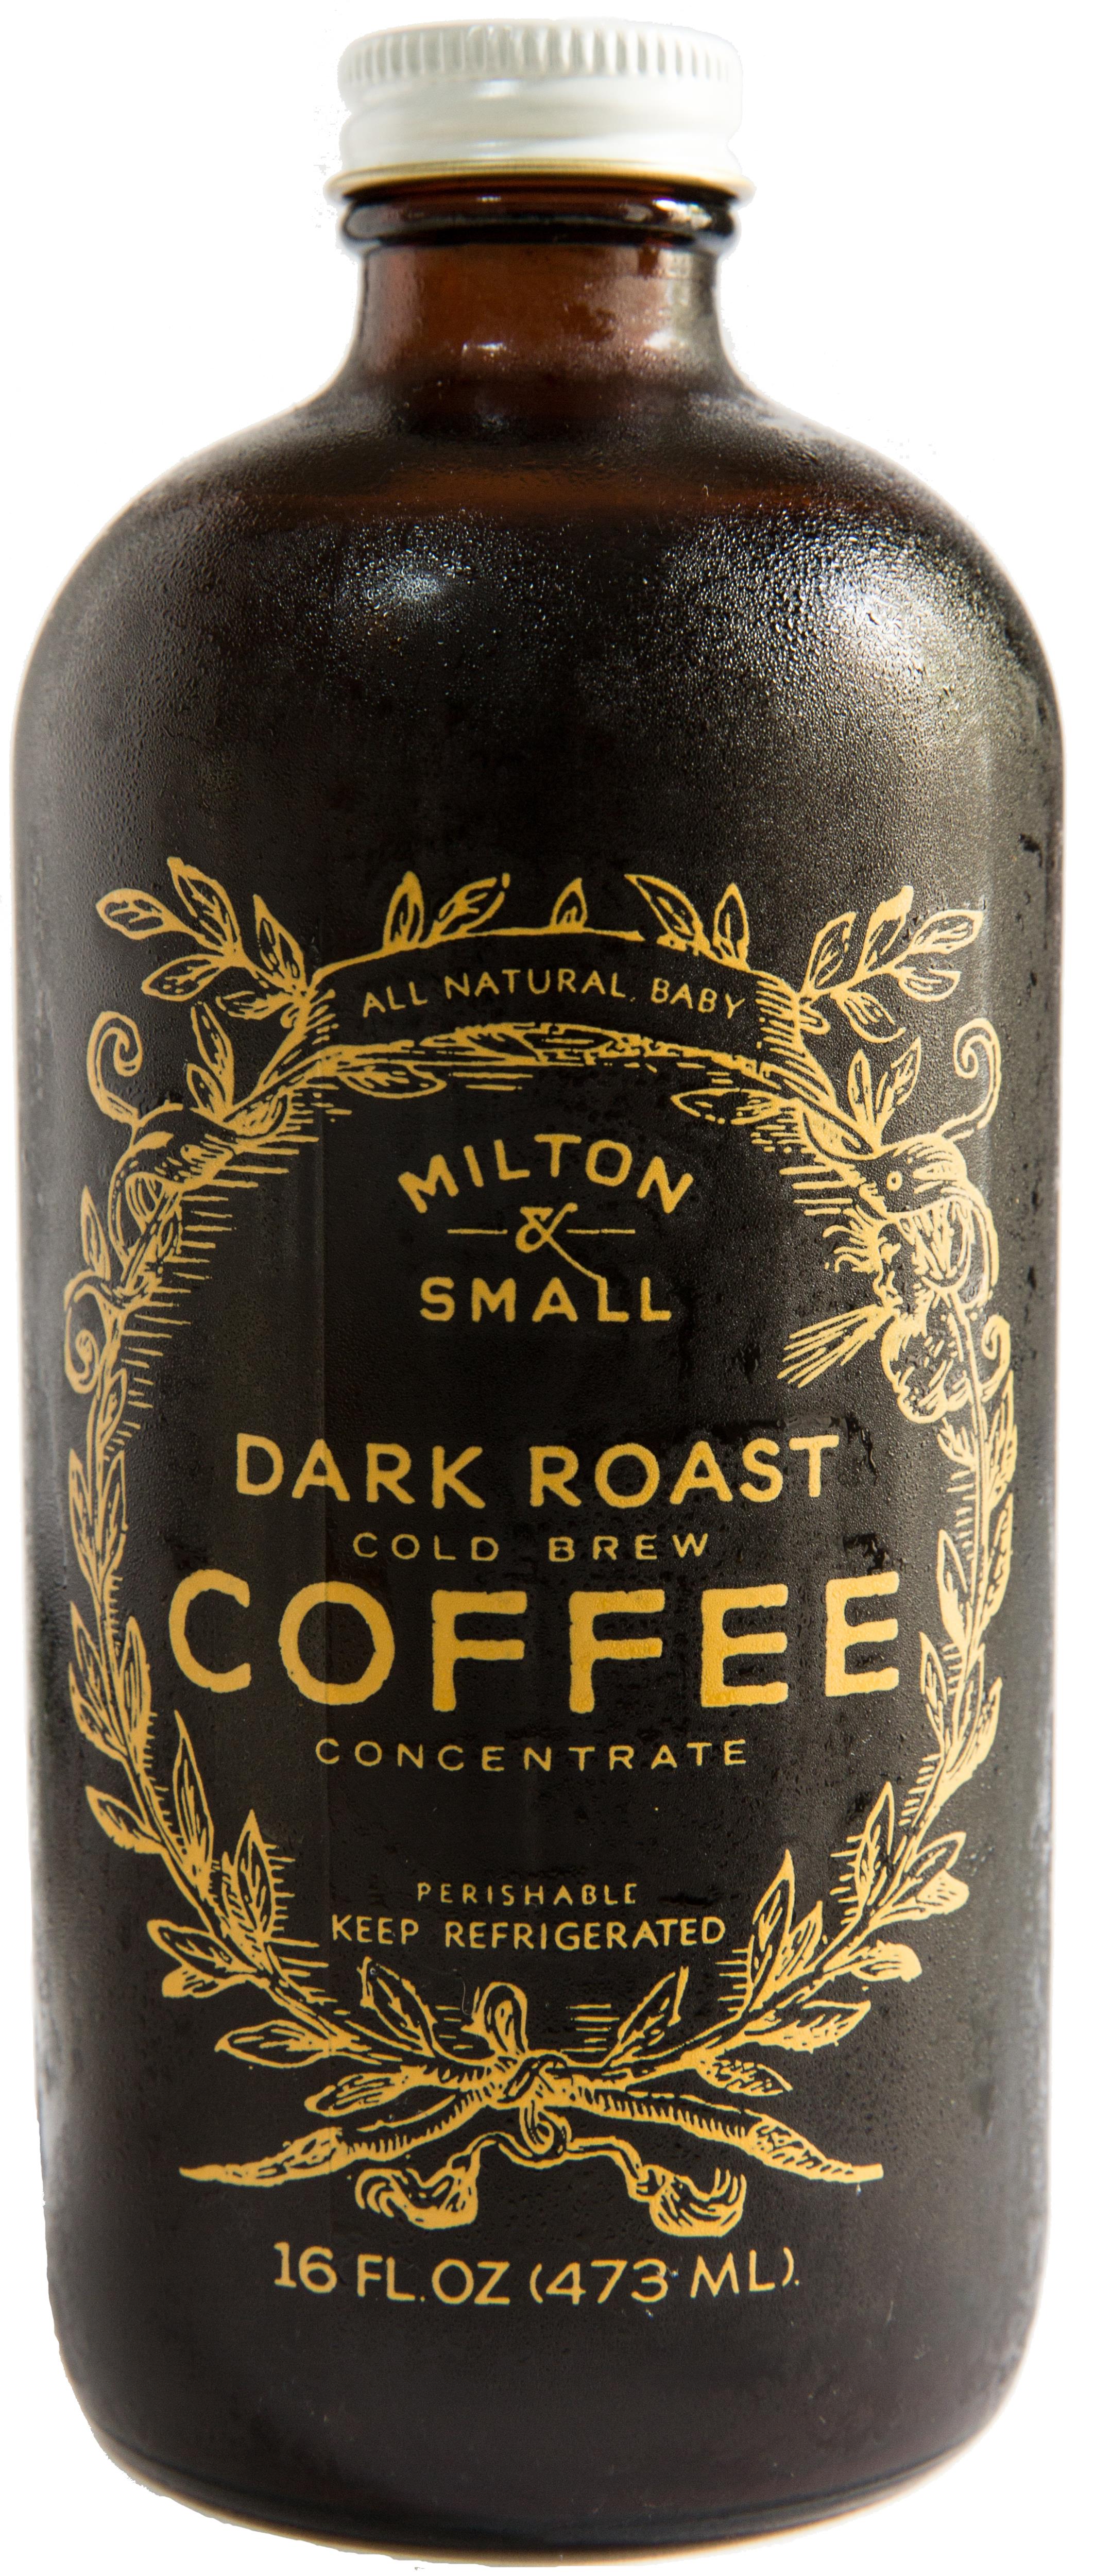 ALL NATURAL, BABY
MILTON
&
SMALL
DARK ROAST
COLD BREW
COFFEE
CONCENTRATE
PERISHABLE
KEEP REFRIGERATED
16 FL.OZ (473 ML).